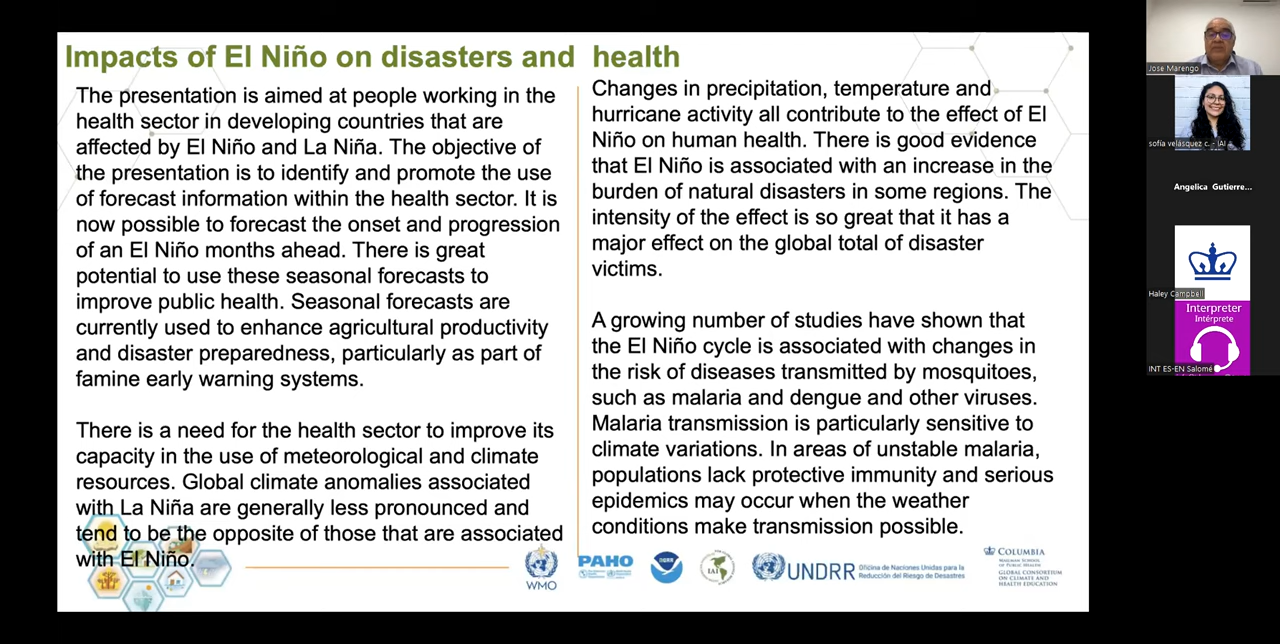 Impacts of El Niño on disasters and health
The presentation is aimed at people working in the
health sector in developing countries that are
affected by El Niño and La Niña. The objective of
the presentation is to identify and promote the use
of forecast information within the health sector. It is
now possible to forecast the onset and progression
of an El Niño months ahead. There is great
potential to use these seasonal forecasts to
improve public health. Seasonal forecasts are
currently used to enhance agricultural productivity
and disaster preparedness, particularly as part of
famine early warning systems.
There is a need for the health sector to improve its
capacity in the use of meteorological and climate
resources. Global climate anomalies associated
with La Niña are generally less pronounced and
tend to be the opposite of those that are associated
with El Niño.
Changes in precipitation, temperature and
hurricane activity all contribute to the effect of El
Niño on human health. There is good evidence
that El Niño is associated with an increase in the
burden of natural disasters in some regions. The
intensity of the effect is so great that it has a
major effect on the global total of disaster
victims.
A growing number of studies have shown that
the El Niño cycle is associated with changes in
the risk of diseases transmitted by mosquitoes,
such as malaria and dengue and other viruses.
Malaria transmission is particularly sensitive to
climate variations. In areas of unstable malaria,
populations lack protective immunity and serious
epidemics may occur when the weather
conditions make transmission possible.
WMO
PAHO
IAI
UNDRR
Oficina de Naciones Unidas para la
Reducción del Riesgo de Desastres
COLUMBIA
MAILMAN SCHOOL
OF PUBLIC HEALTH
GLOBAL CONSORTIUM
ON CLIMATE AND
HEALTH EDUCATION
Jose Marengo
sofía velásquez c. - IAI
Angelica Gutierre...
Haley Campbell
Interpreter
Intérprete
INT ES-EN Salomé